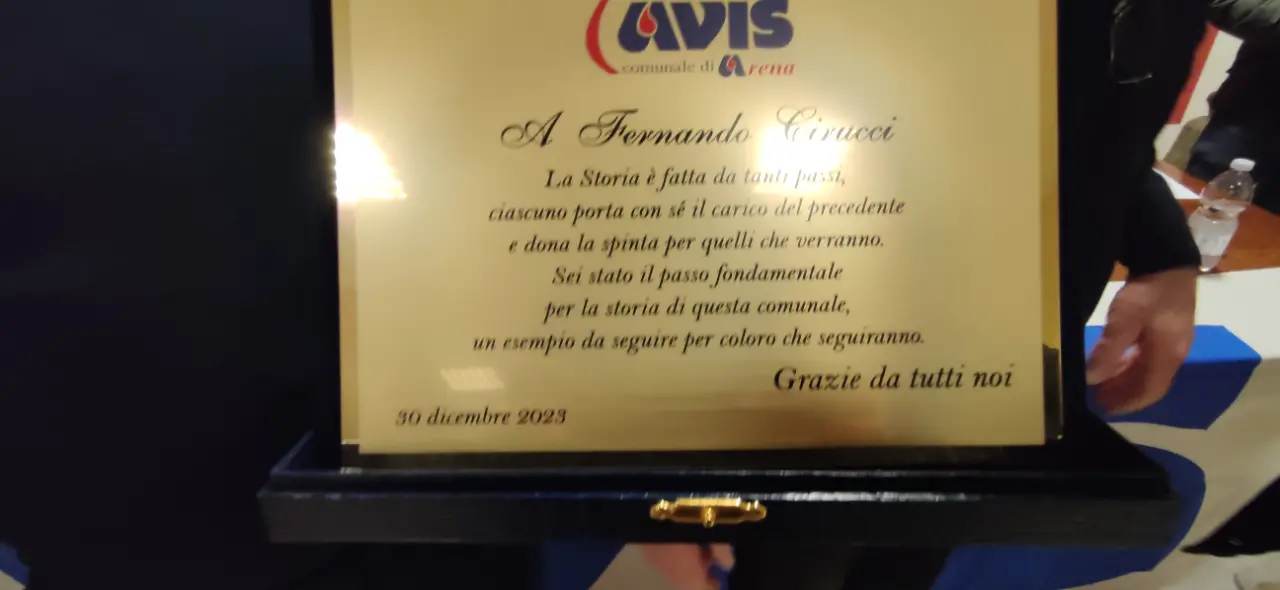 AVIS
comunale di Arena
A Fernando Cirucci
La Storia è fatta da tanti passi,
ciascuno porta con sé il carico del precedente
e dona la spinta per quelli che verranno.
Sei stato il passo fondamentale
per la storia di questa comunale,
un esempio da seguire per coloro che seguiranno.
Grazie da tutti noi
30 dicembre 2023